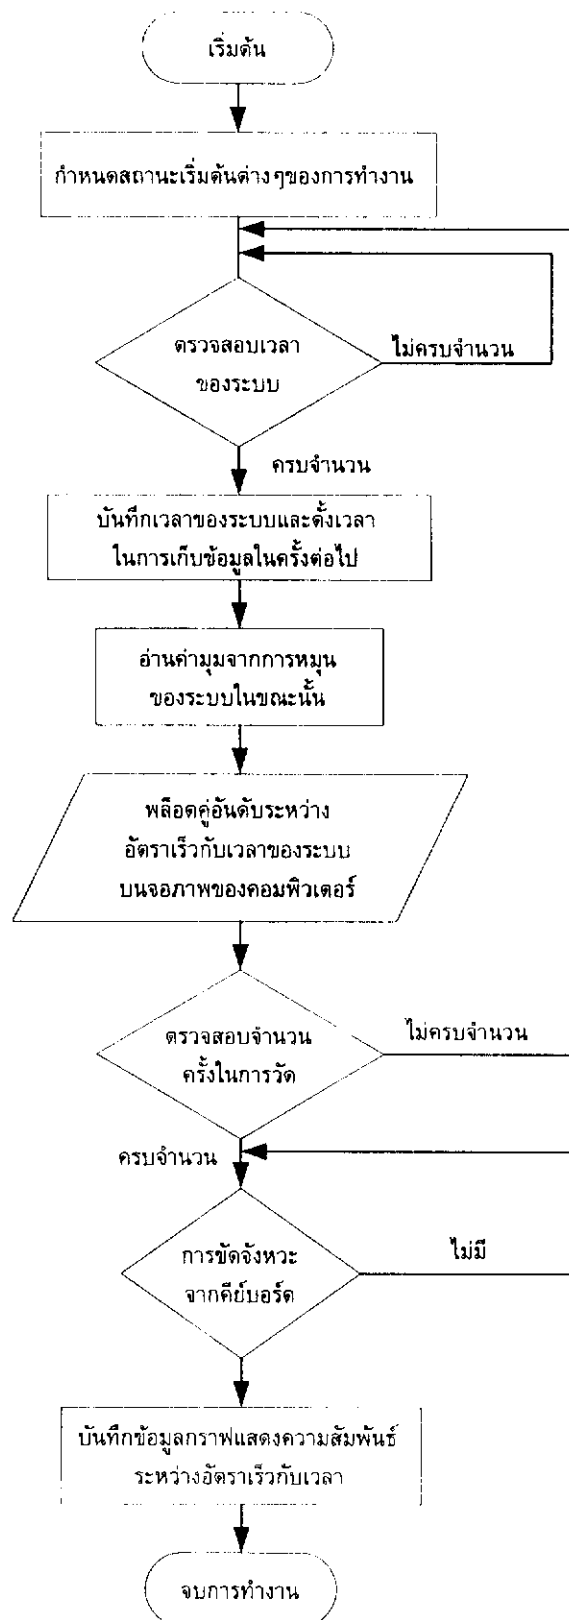 เริ่มต้น
กำหนดสถานะเริ่มต้นต่างๆของการทำงาน
ตรวจสอบเวลา
ของระบบ
ไม่ครบจำนวน
ครบจำนวน
บันทึกเวลาของระบบและตั้งเวลา
ในการเก็บข้อมูลในครั้งต่อไป
อ่านค่ามุมจากการหมุน
ของระบบในขณะนั้น
พล็อตคู่อันดับระหว่าง
อัตราเร็วกับเวลาของระบบ
บนจอภาพของคอมพิวเตอร์
ตรวจสอบจำนวน
ครั้งในการวัด
ไม่ครบจำนวน
ครบจำนวน
การขัดจังหวะ
จากคีย์บอร์ด
ไม่มี
บันทึกข้อมูลกราฟแสดงความสัมพันธ์
ระหว่างอัตราเร็วกับเวลา
จบการทำงาน